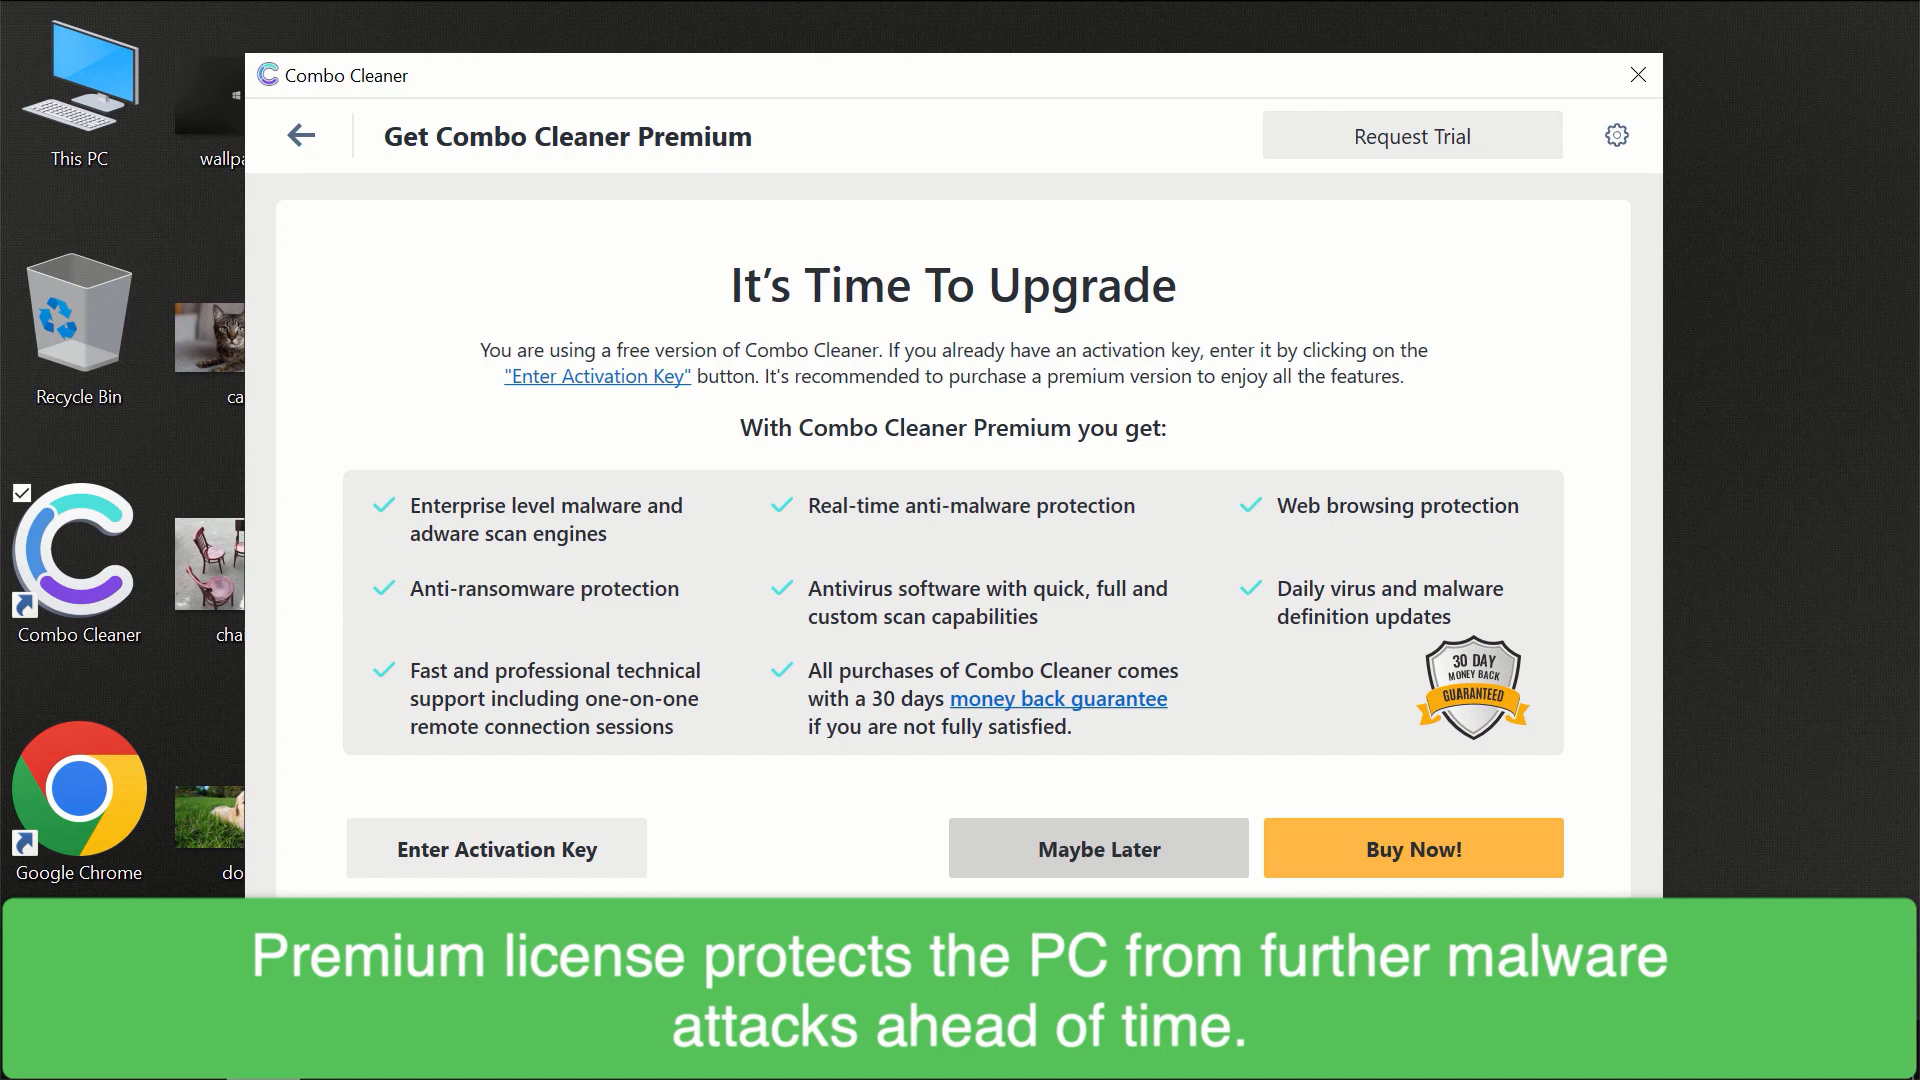 Combo Cleaner
Get Combo Cleaner Premium
Request Trial
This PC
wallpa
It’s Time To Upgrade
You are using a free version of Combo Cleaner. If you already have an activation key, enter it by clicking on the
"Enter Activation Key" button. It's recommended to purchase a premium version to enjoy all the features.
Recycle Bin
ca
With Combo Cleaner Premium you get:
Enterprise level malware and
adware scan engines
Real-time anti-malware protection
Web browsing protection
Anti-ransomware protection
Antivirus software with quick, full and
custom scan capabilities
Daily virus and malware
definition updates
Combo Cleaner
chai
Fast and professional technical
support including one-on-one
remote connection sessions
All purchases of Combo Cleaner comes
with a 30 days money back guarantee
if you are not fully satisfied.
30 DAY
MONEY BACK
GUARANTEED
Enter Activation Key
Maybe Later
Buy Now!
Google Chrome
do
Premium license protects the PC from further malware
attacks ahead of time.